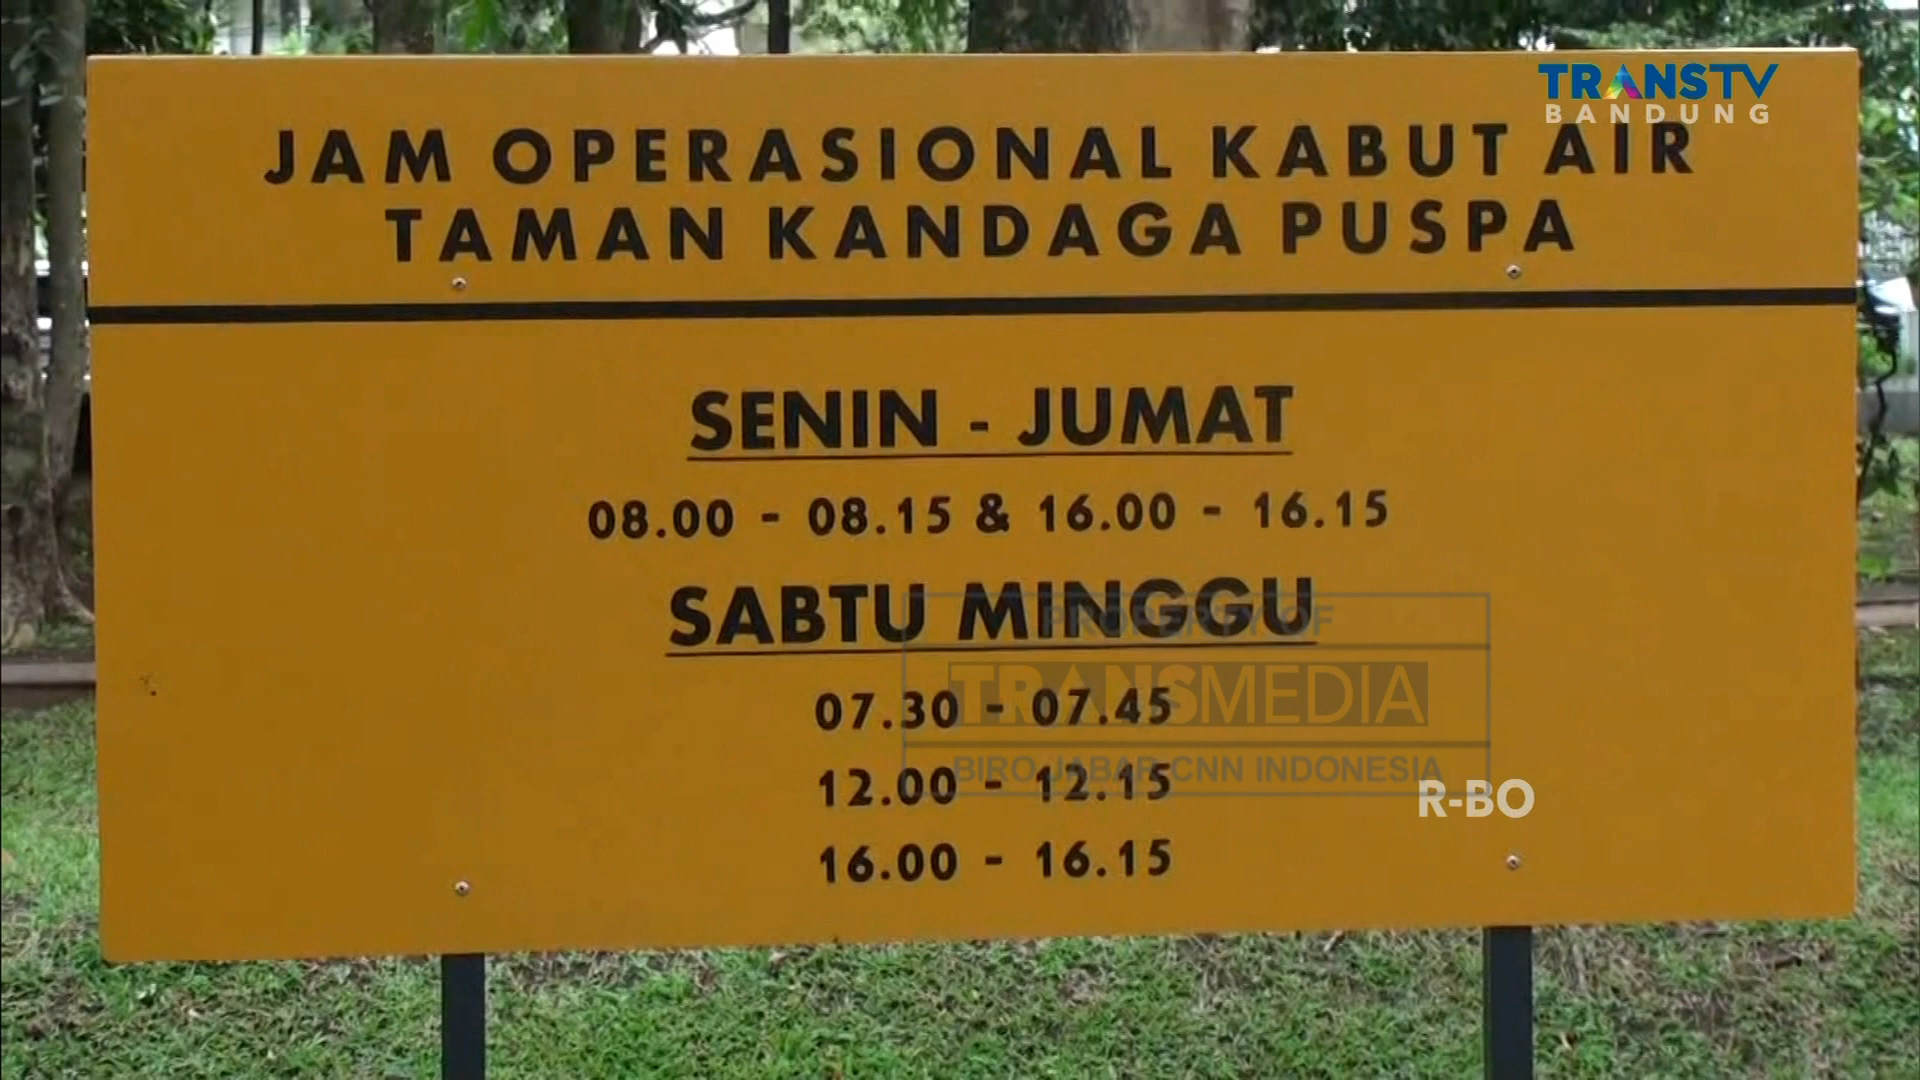 TRANSTV
BANDUNG
JAM OPERASIONAL KABUT AIR
TAMAN KANDAGA PUSPA
SENIN - JUMAT
08.00 - 08.15 & 16.00 - 16.15
SABTU MINGGU
07.30 - 07.45
12.00 - 12.15
16.00 - 16.15
PROPERTY OF
TRANSMEDIA
BIRO JABAR CNN INDONESIA
R-BO